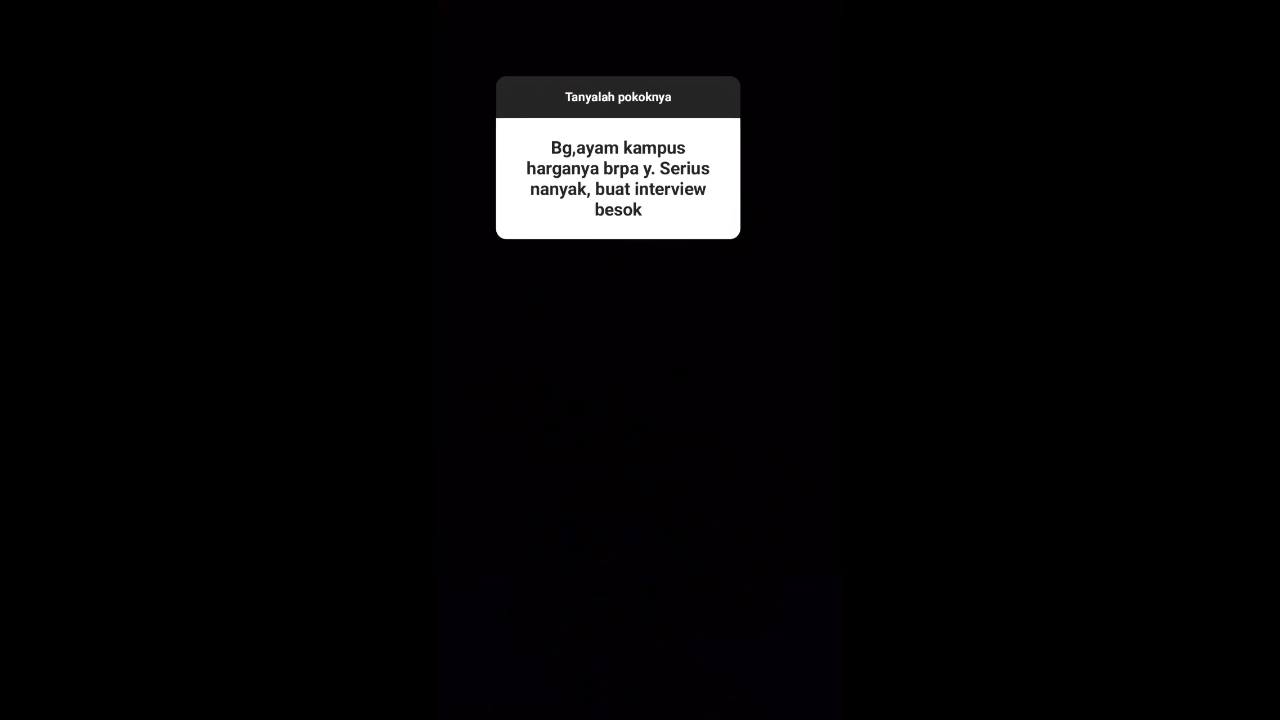 Tanyalah pokoknya
Bg,ayam kampus
harganya brpa y. Serius
nanyak, buat interview
besok